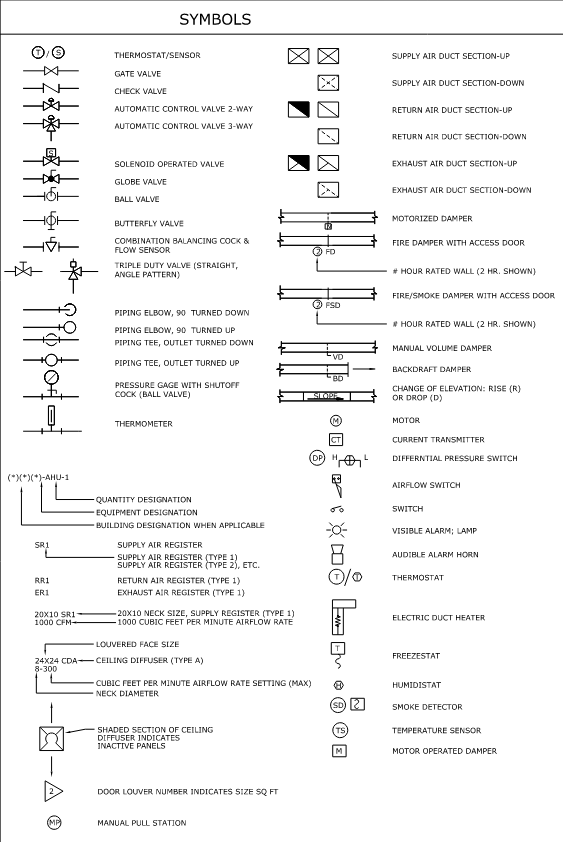 SYMBOLS
T / S THERMOSTAT/SENSOR
GATE VALVE
CHECK VALVE
AUTOMATIC CONTROL VALVE 2-WAY
AUTOMATIC CONTROL VALVE 3-WAY
S
SOLENOID OPERATED VALVE
GLOBE VALVE
BALL VALVE
BUTTERFLY VALVE
COMBINATION BALANCING COCK &
FLOW SENSOR
TRIPLE DUTY VALVE (STRAIGHT,
ANGLE PATTERN)
PIPING ELBOW, 90 TURNED DOWN
PIPING ELBOW, 90 TURNED UP
PIPING TEE, OUTLET TURNED DOWN
PIPING TEE, OUTLET TURNED UP
PRESSURE GAGE WITH SHUTOFF
COCK (BALL VALVE)
THERMOMETER
(*)(*)(*)-AHU-1
QUANTITY DESIGNATION
EQUIPMENT DESIGNATION
BUILDING DESIGNATION WHEN APPLICABLE
SR1 SUPPLY AIR REGISTER
SUPPLY AIR REGISTER (TYPE 1)
SUPPLY AIR REGISTER (TYPE 2), ETC.
RR1 RETURN AIR REGISTER (TYPE 1)
ER1 EXHAUST AIR REGISTER (TYPE 1)
20X10 SR1 20X10 NECK SIZE, SUPPLY REGISTER (TYPE 1)
1000 CFM 1000 CUBIC FEET PER MINUTE AIRFLOW RATE
LOUVERED FACE SIZE
24X24 CDA CEILING DIFFUSER (TYPE A)
8-300
CUBIC FEET PER MINUTE AIRFLOW RATE SETTING (MAX)
NECK DIAMETER
SHADED SECTION OF CEILING
DIFFUSER INDICATES
INACTIVE PANELS
2 DOOR LOUVER NUMBER INDICATES SIZE SQ FT
MP MANUAL PULL STATION
SUPPLY AIR DUCT SECTION-UP
SUPPLY AIR DUCT SECTION-DOWN
RETURN AIR DUCT SECTION-UP
RETURN AIR DUCT SECTION-DOWN
EXHAUST AIR DUCT SECTION-UP
EXHAUST AIR DUCT SECTION-DOWN
MOTORIZED DAMPER
M
FIRE DAMPER WITH ACCESS DOOR
2 FD
# HOUR RATED WALL (2 HR. SHOWN)
FIRE/SMOKE DAMPER WITH ACCESS DOOR
2 FSD
# HOUR RATED WALL (2 HR. SHOWN)
MANUAL VOLUME DAMPER
VD
BACKDRAFT DAMPER
BD
CHANGE OF ELEVATION: RISE (R)
SLOPE OR DROP (D)
M MOTOR
CT CURRENT TRANSMITTER
DP H L DIFFERNTIAL PRESSURE SWITCH
AIRFLOW SWITCH
SWITCH
VISIBLE ALARM; LAMP
AUDIBLE ALARM HORN
T / T THERMOSTAT
ELECTRIC DUCT HEATER
T
FREEZESTAT
H HUMIDISTAT
SD SMOKE DETECTOR
TS TEMPERATURE SENSOR
M MOTOR OPERATED DAMPER